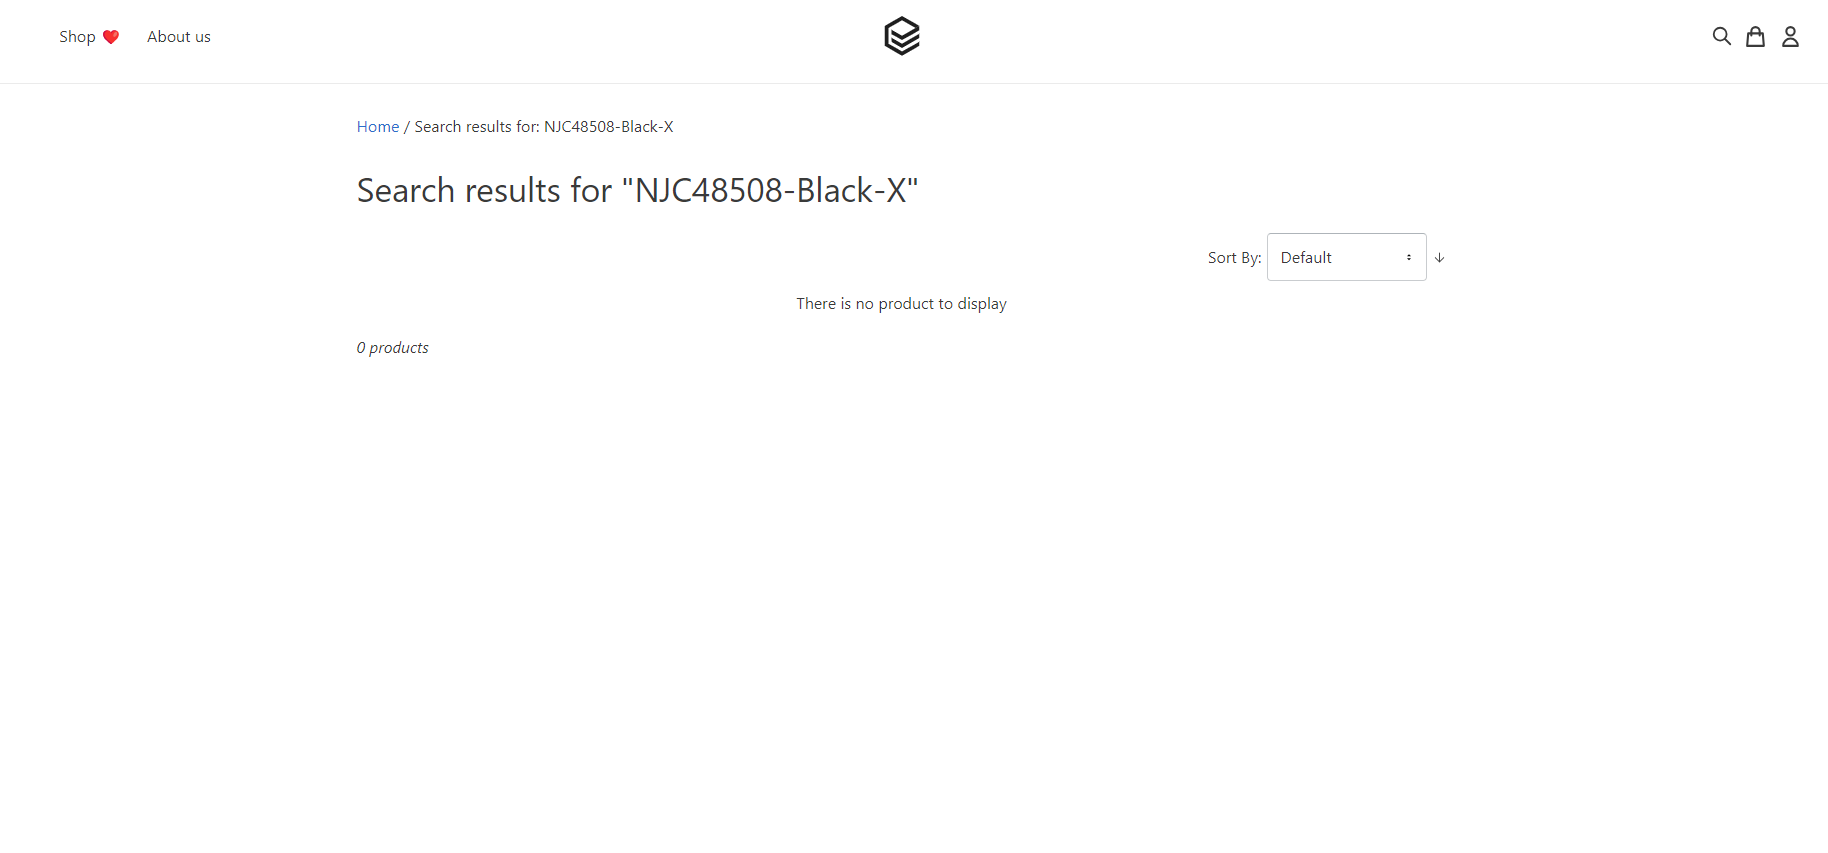 Shop ❤️ About us
Home / Search results for: NJC48508-Black-X
Search results for "NJC48508-Black-X"
Sort By: Default
There is no product to display
0 products